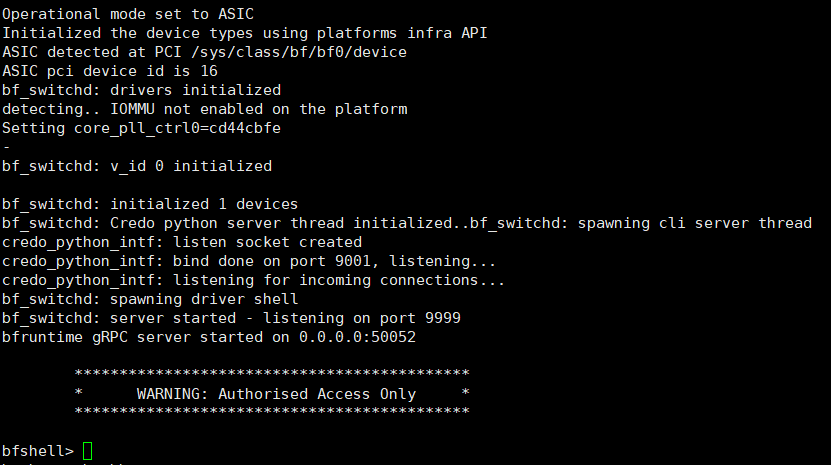 Operational mode set to ASIC
Initialized the device types using platforms infra API
ASIC detected at PCI /sys/class/bf/bf0/device
ASIC pci device id is 16
bf_switchd: drivers initialized
detecting.. IOMMU not enabled on the platform
Setting core_pll_ctrl0=cd44cbfe
-
bf_switchd: v_id 0 initialized
bf_switchd: initialized 1 devices
bf_switchd: Credo python server thread initialized..bf_switchd: spawning cli server thread
credo_python_intf: listen socket created
credo_python_intf: bind done on port 9001, listening...
credo_python_intf: listening for incoming connections...
bf_switchd: spawning driver shell
bf_switchd: server started - listening on port 9999
bfruntime gRPC server started on 0.0.0.0:50052
********************************************
* WARNING: Authorised Access Only *
********************************************
bfshell>